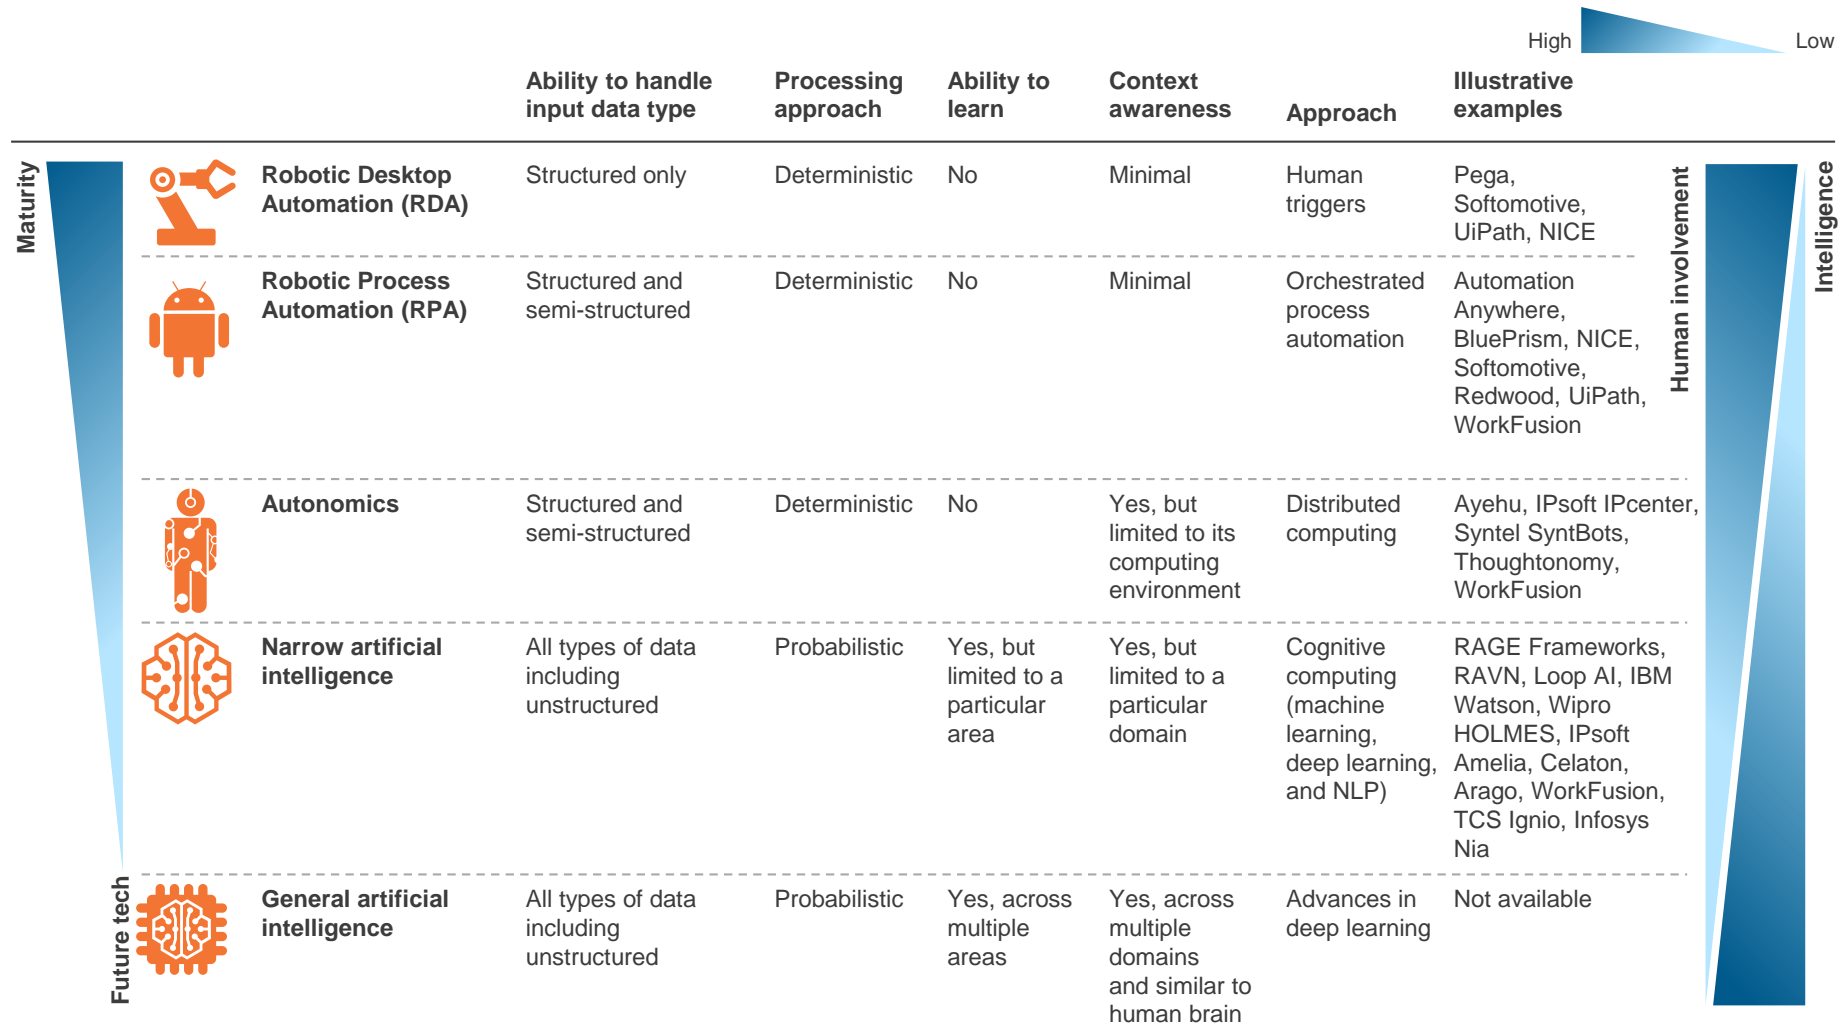 High
Low
Ability to handle
input data type
Processing
approach
Ability to
learn
Context
awareness
Approach
Illustrative
examples
Maturity
Future tech
Human involvement
Intelligence
Robotic Desktop
Automation (RDA)
Structured only
Deterministic
No
Minimal
Human
triggers
Pega,
Softomotive,
UiPath, NICE
Robotic Process
Automation (RPA)
Structured and
semi-structured
Deterministic
No
Minimal
Orchestrated
process
automation
Automation
Anywhere,
BluePrism, NICE,
Softomotive,
Redwood, UiPath,
WorkFusion
Autonomics
Structured and
semi-structured
Deterministic
No
Yes, but
limited to its
computing
environment
Distributed
computing
Ayehu, IPsoft IPcenter,
Syntel SyntBots,
Thoughtonomy,
WorkFusion
Narrow artificial
intelligence
All types of data
including
unstructured
Probabilistic
Yes, but
limited to a
particular
area
Yes, but
limited to a
particular
domain
Cognitive
computing
(machine
learning,
deep learning,
and NLP)
RAGE Frameworks,
RAVN, Loop AI, IBM
Watson, Wipro
HOLMES, IPsoft
Amelia, Celaton,
Arago, WorkFusion,
TCS Ignio, Infosys
Nia
General artificial
intelligence
All types of data
including
unstructured
Probabilistic
Yes, across
multiple
areas
Yes, across
multiple
domains
and similar to
human brain
Advances in
deep learning
Not available